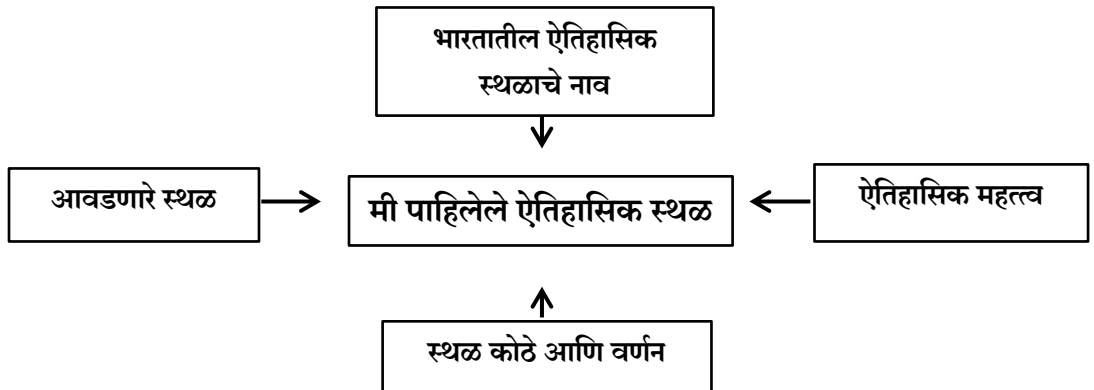 भारतातील ऐतिहासिक
स्थळाचे नाव
आवडणारे स्थळ
मी पाहिलेले ऐतिहासिक स्थळ
ऐतिहासिक महत्त्व
स्थळ कोठे आणि वर्णन